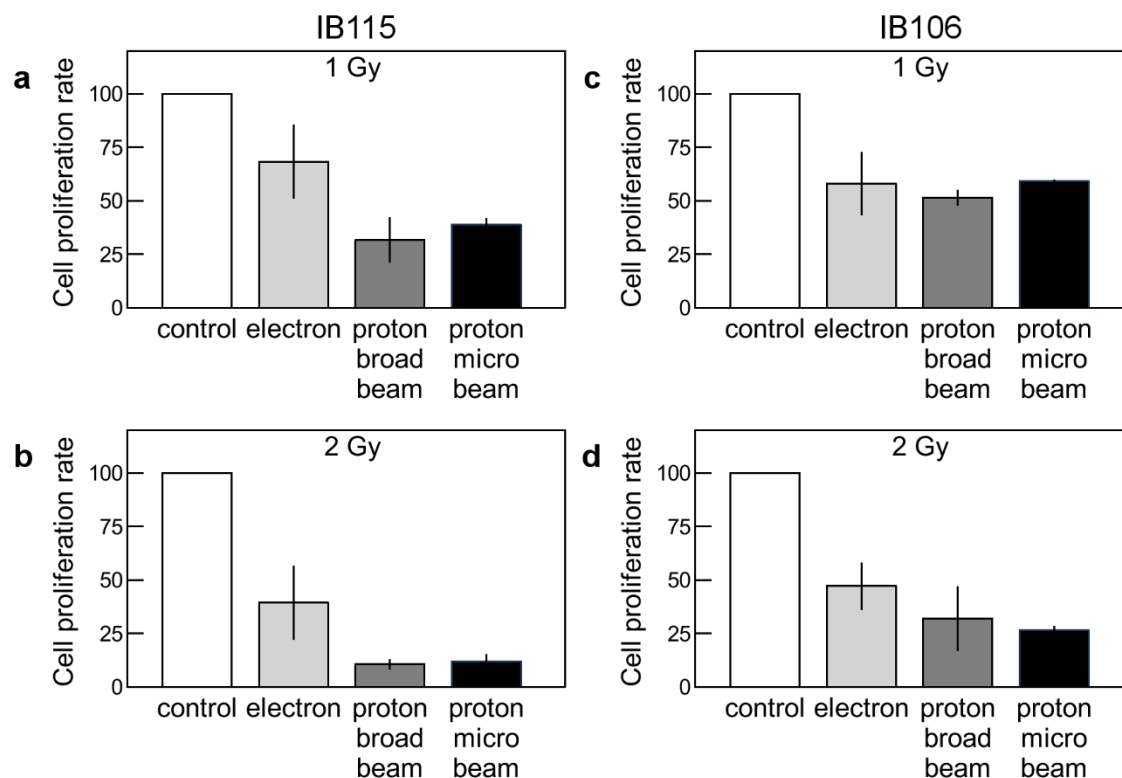 IB115
IB106
a
1 Gy
Cell proliferation rate
100
75
50
25
0
control
electron
proton
broad
beam
proton
micro
beam
c
1 Gy
Cell proliferation rate
100
75
50
25
0
control
electron
proton
broad
beam
proton
micro
beam
b
2 Gy
Cell proliferation rate
100
75
50
25
0
control
electron
proton
broad
beam
proton
micro
beam
d
2 Gy
Cell proliferation rate
100
75
50
25
0
control
electron
proton
broad
beam
proton
micro
beam